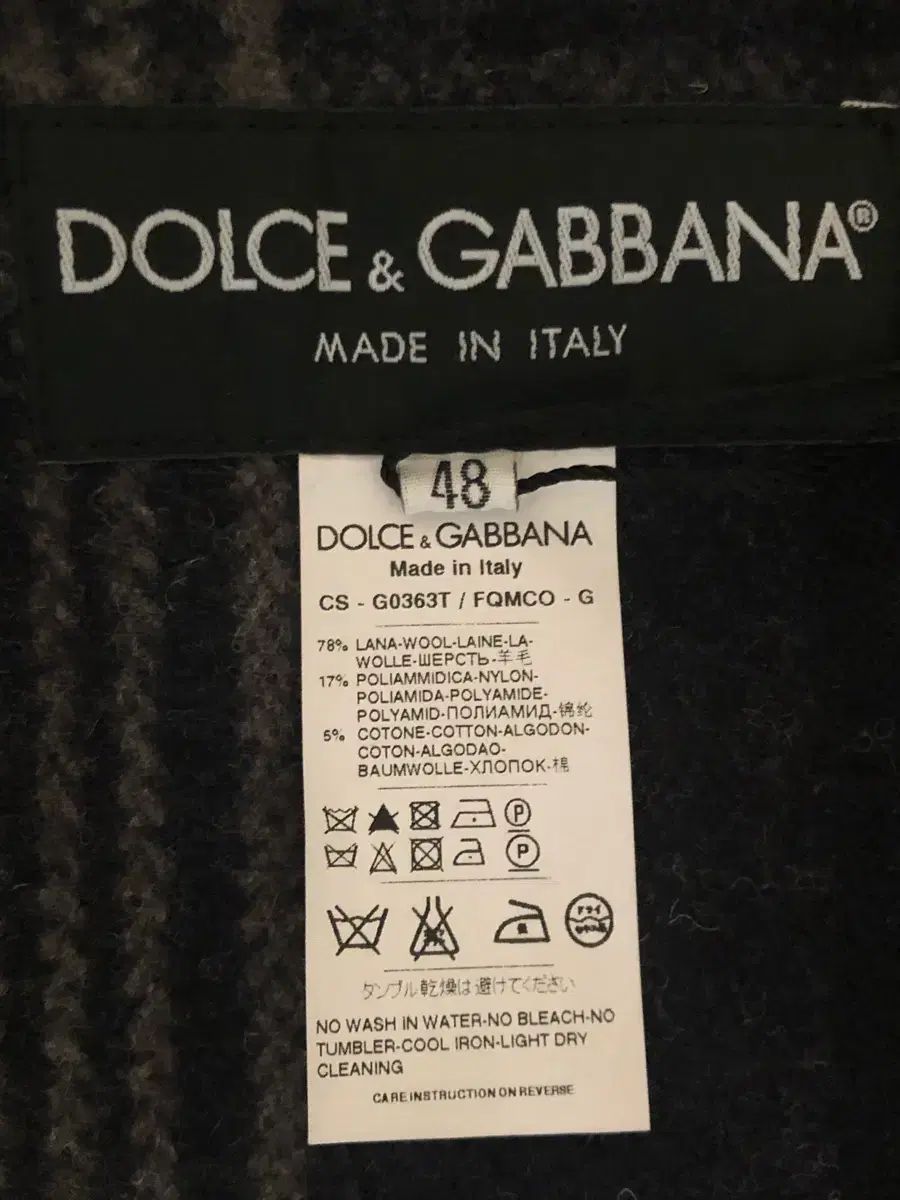 DOLCE & GABBANA®
MADE IN ITALY
48
DOLCE & GABBANA
Made in Italy
CS - G0363T / FQMCO - G
78% LANA-WOOL-LAINE-LA-
WOLLE-ШЕРСТЬ-羊毛
17% POLIAMMIDICA-NYLON-
POLIAMIDA-POLYAMIDE-
POLYAMID-ПОЛИАМИД-锦纶
5% COTONE-COTTON-ALGODON-
COTON-ALGODAO-
BAUMWOLLE-ХЛОПОК-棉
P
P
ドライ
タンブル乾燥は避けてください
NO WASH IN WATER-NO BLEACH-NO
TUMBLER-COOL IRON-LIGHT DRY
CLEANING
CARE INSTRUCTION ON REVERSE